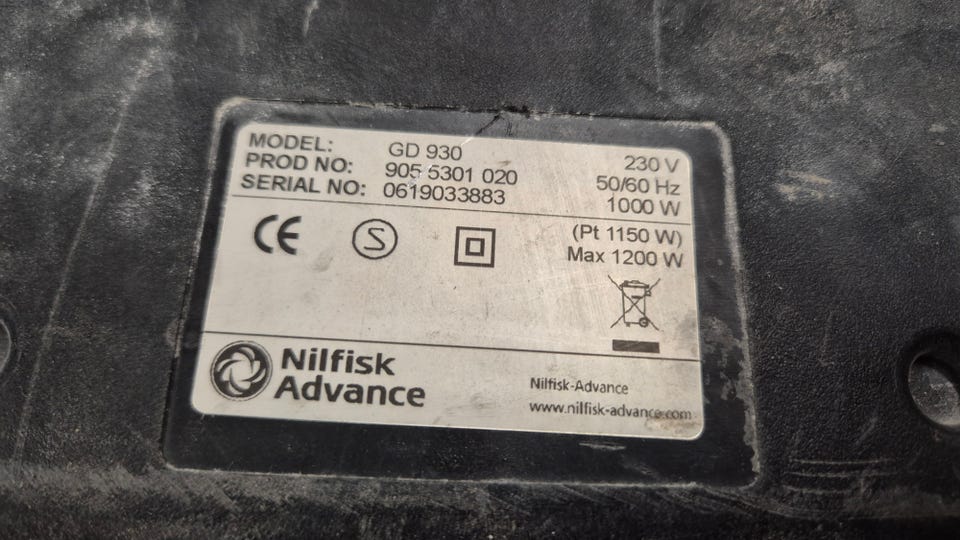 MODEL: GD 930 230 V
PROD NO: 905 5301 020 50/60 Hz
SERIAL NO: 0619033883 1000 W
(Pt 1150 W)
CE S Max 1200 W
Nilfisk
Advance
Nilfisk-Advance
www.nilfisk-advance.com